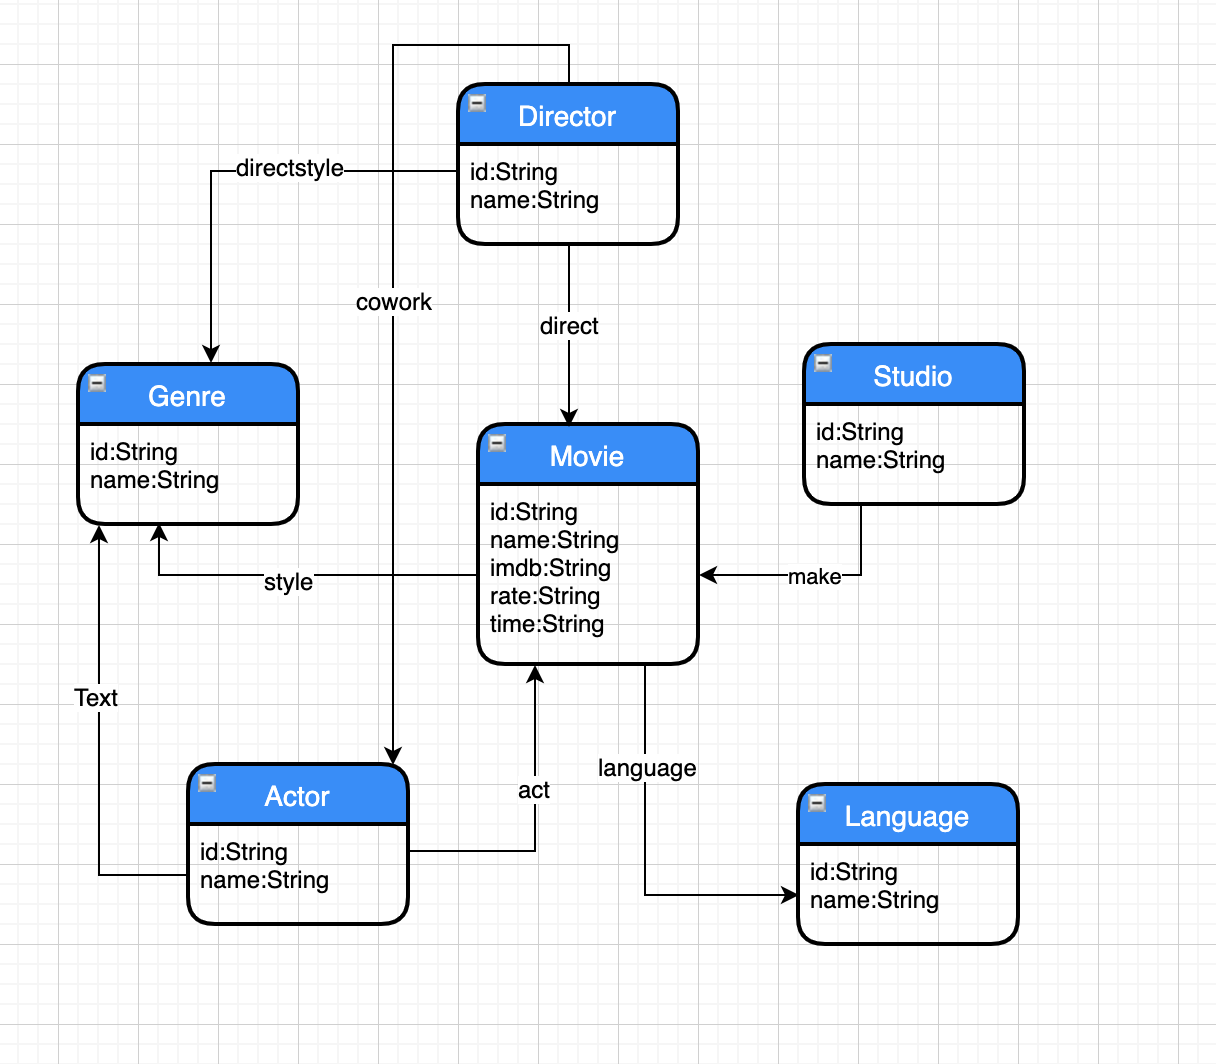 Director
id:String
name:String
directstyle
cowork
direct
Genre
id:String
name:String
Studio
id:String
name:String
Movie
id:String
name:String
imdb:String
rate:String
time:String
style
make
Text
Actor
id:String
name:String
act
language
Language
id:String
name:String